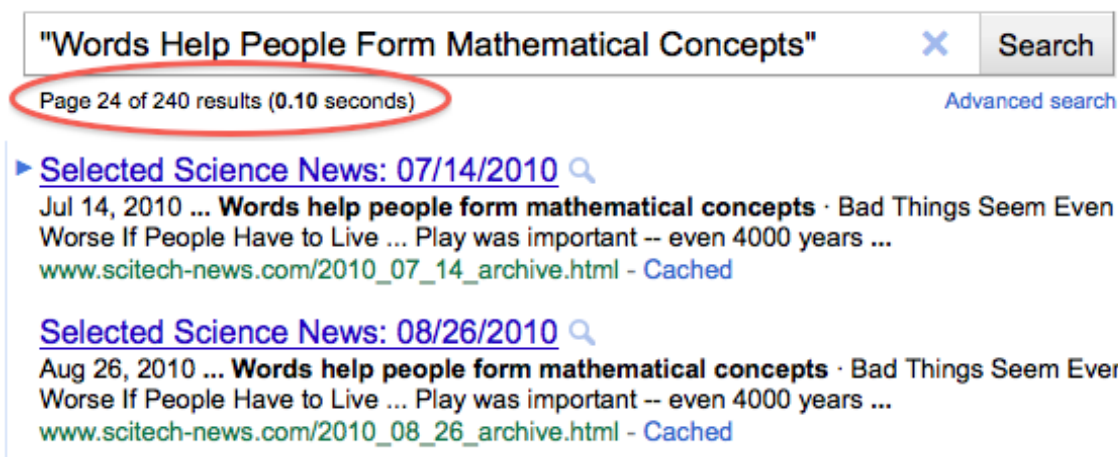 "Words Help People Form Mathematical Concepts" Search
Page 24 of 240 results (0.10 seconds) Advanced search
Selected Science News: 07/14/2010
Jul 14, 2010 ... Words help people form mathematical concepts · Bad Things Seem Even
Worse If People Have to Live ... Play was important -- even 4000 years ...
www.scitech-news.com/2010_07_14_archive.html - Cached
Selected Science News: 08/26/2010
Aug 26, 2010 ... Words help people form mathematical concepts · Bad Things Seem Even
Worse If People Have to Live ... Play was important -- even 4000 years ...
www.scitech-news.com/2010_08_26_archive.html - Cached